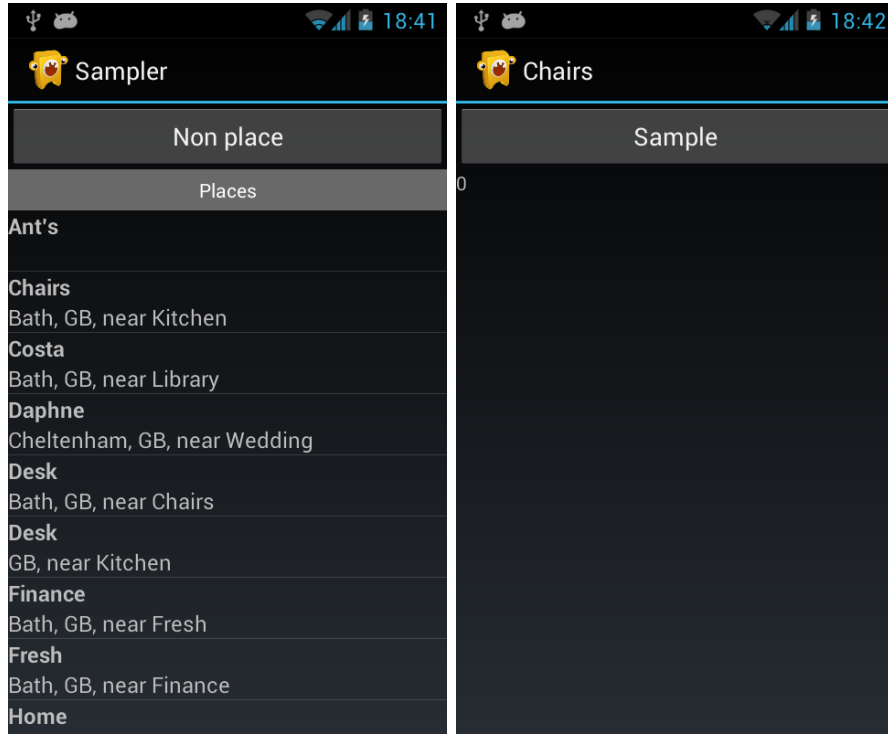 18:41
Sampler
Non place
Places
Ant's
Chairs
Bath, GB, near Kitchen
Costa
Bath, GB, near Library
Daphne
Cheltenham, GB, near Wedding
Desk
Bath, GB, near Chairs
Desk
GB, near Kitchen
Finance
Bath, GB, near Fresh
Fresh
Bath, GB, near Finance
Home
18:42
Chairs
Sample
0